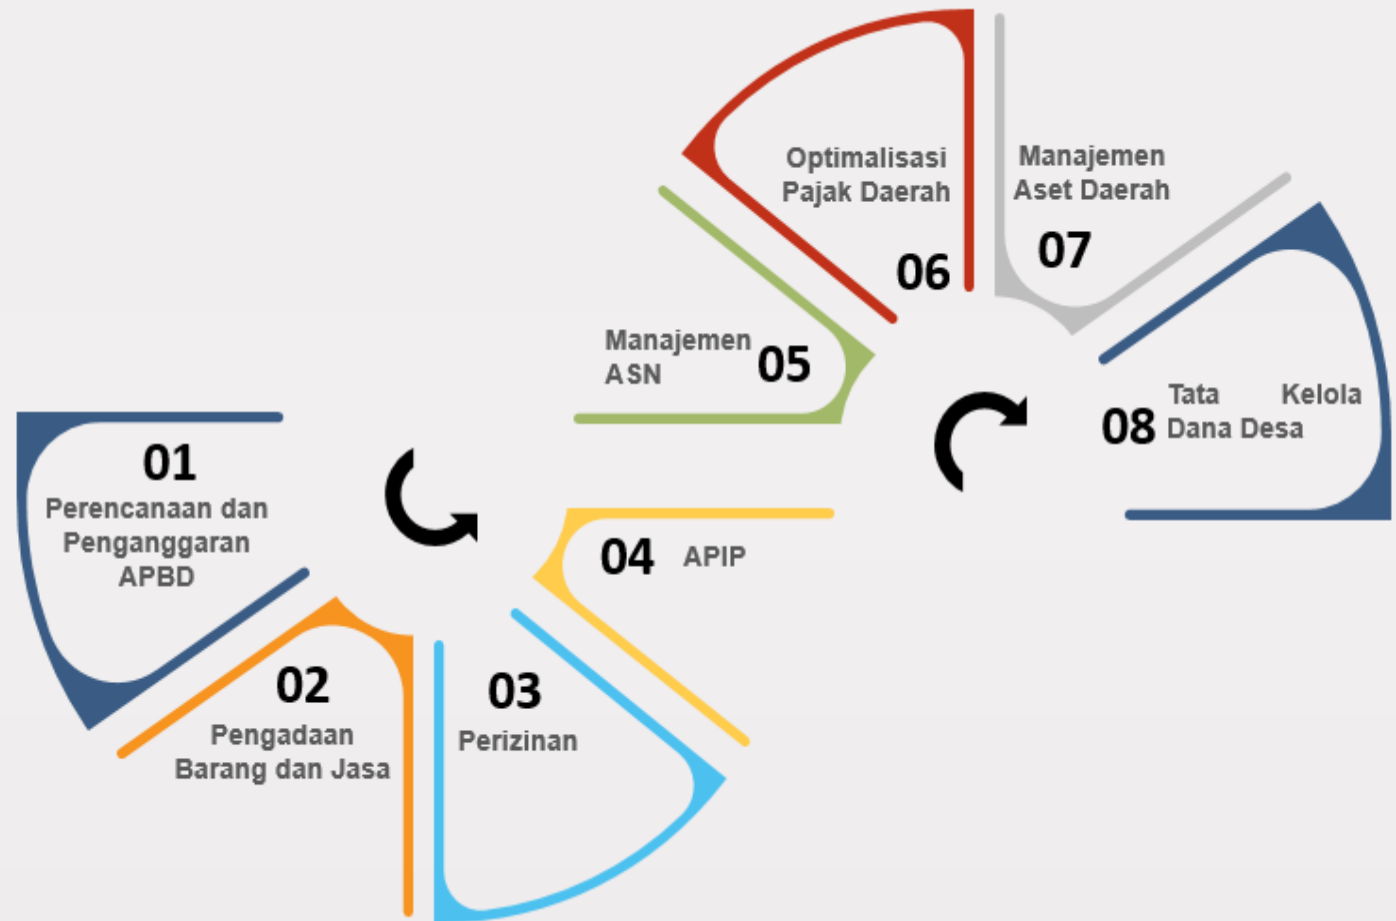 01
Perencanaan dan
Penganggaran
APBD
02
Pengadaan
Barang dan Jasa
03
Perizinan
04 APIP
Manajemen
ASN
05
Optimalisasi
Pajak Daerah
06
Manajemen
Aset Daerah
07
08
Tata Kelola
Dana Desa